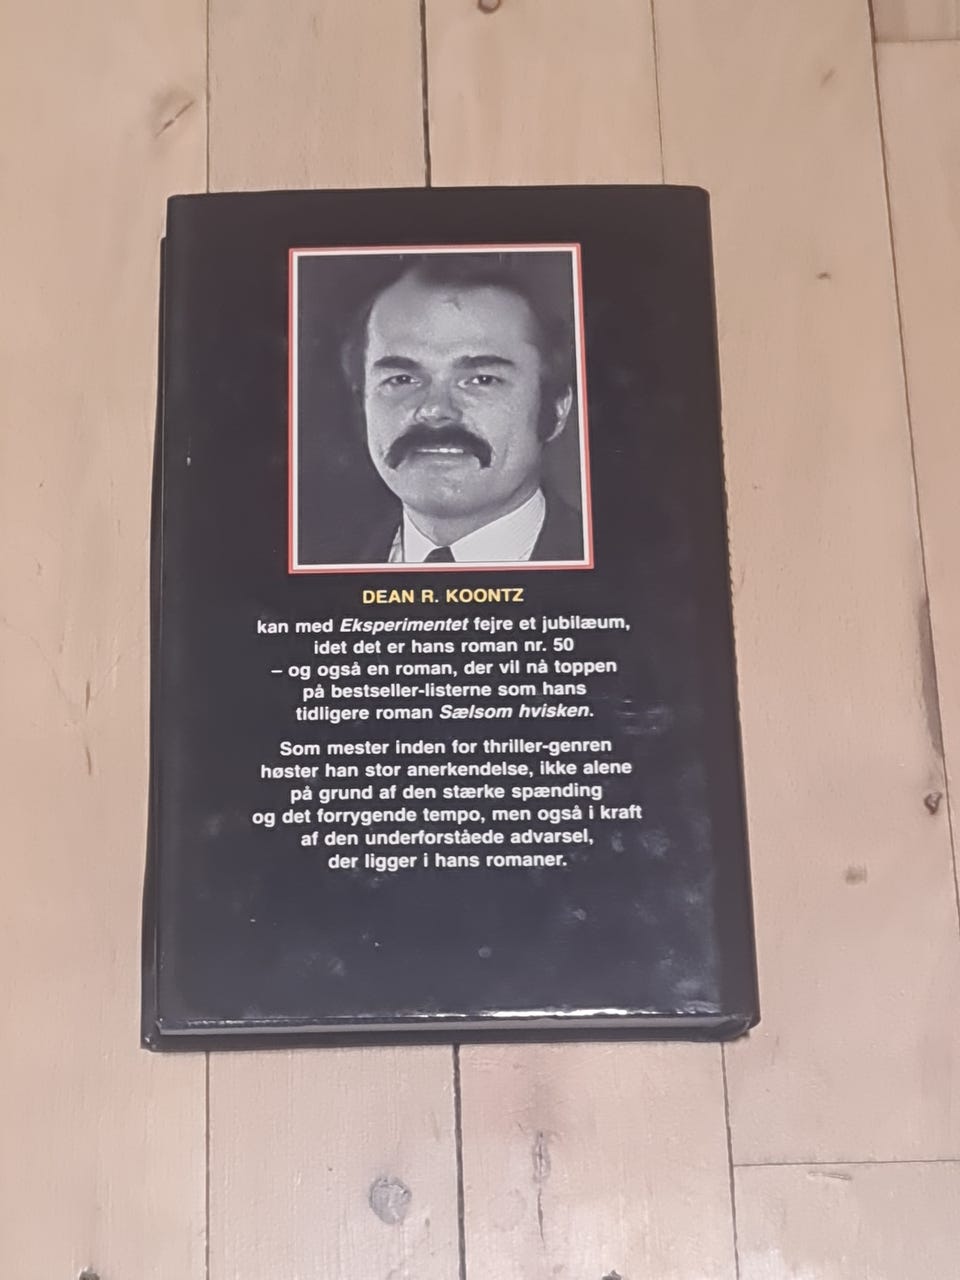 DEAN R. KOONTZ
kan med Eksperimentet fejre et jubilæum,
idet det er hans roman nr. 50
– og også en roman, der vil nå toppen
på bestseller-listerne som hans
tidligere roman Sælsom hvisken.
Som mester inden for thriller-genren
høster han stor anerkendelse, ikke alene
på grund af den stærke spænding
og det forrygende tempo, men også i kraft
af den underforståede advarsel,
der ligger i hans romaner.